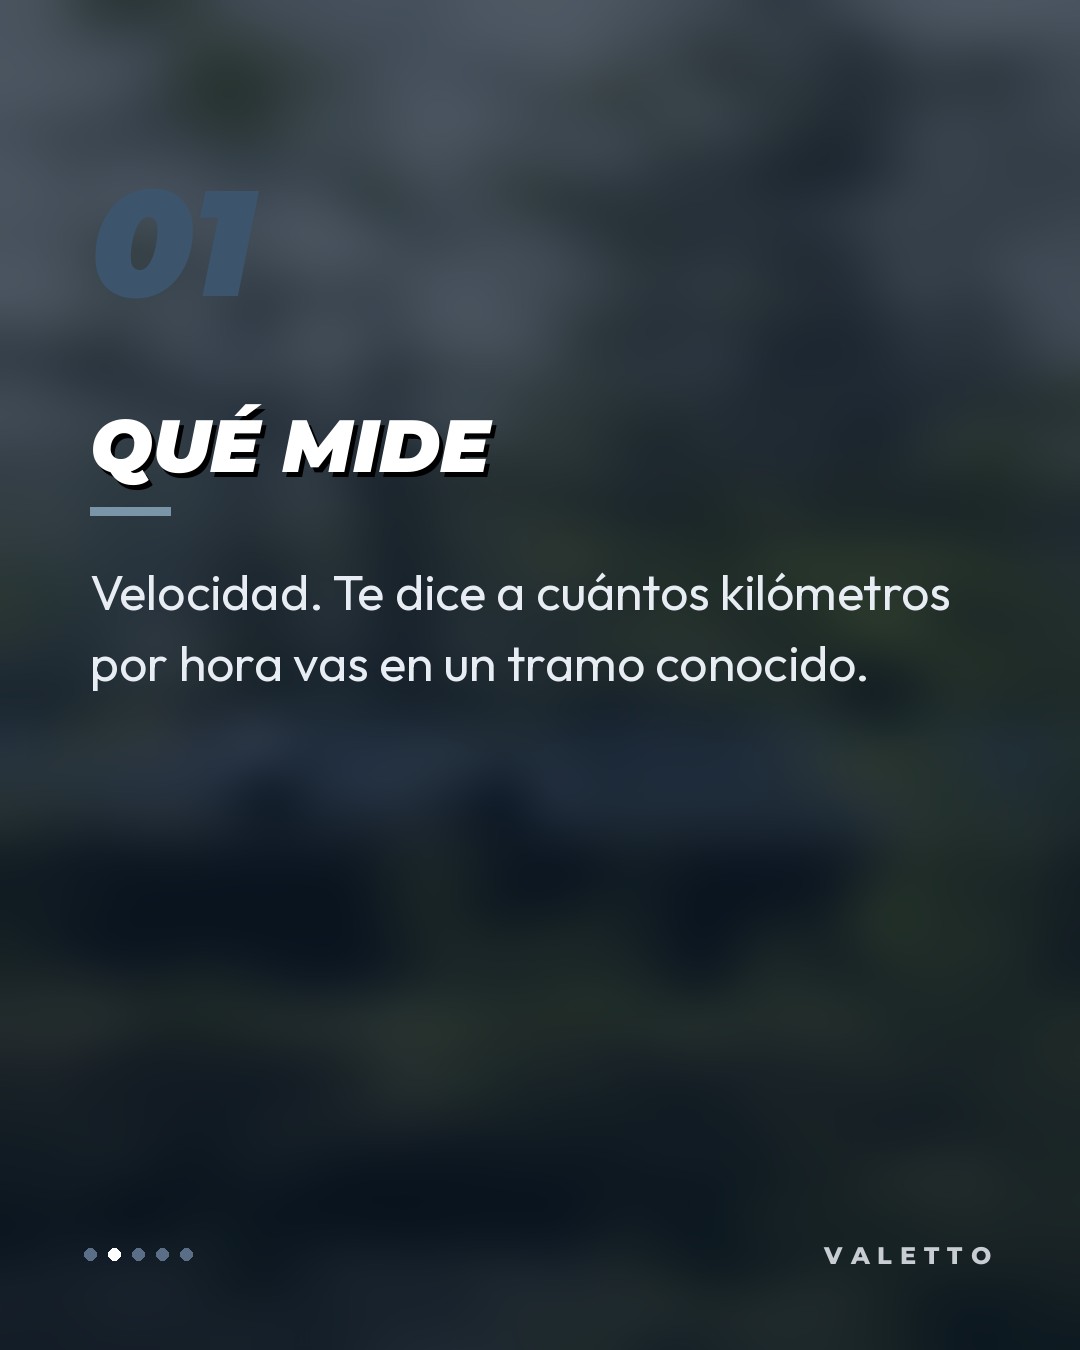 01
QUÉ MIDE
Velocidad. Te dice a cuántos kilómetros
por hora vas en un tramo conocido.
VALETTO